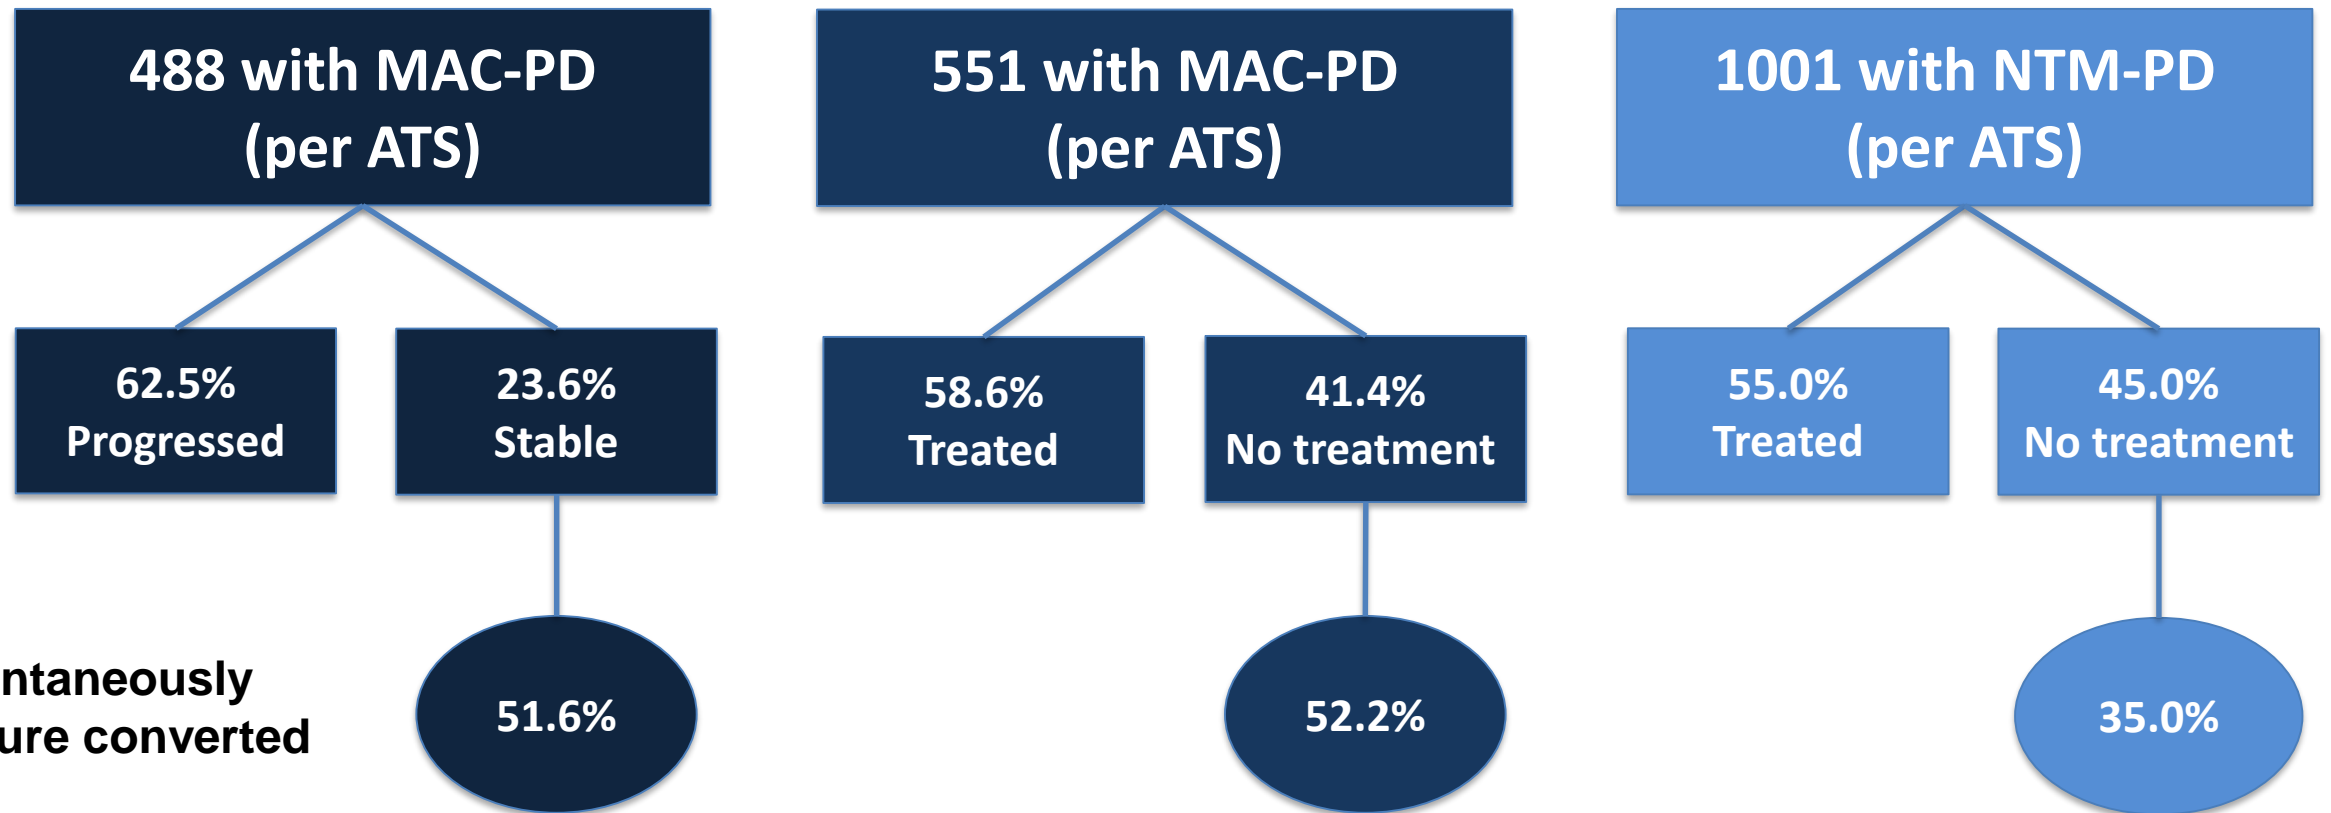 488 with MAC-PD
(per ATS)
551 with MAC-PD
(per ATS)
1001 with NTM-PD
(per ATS)
62.5%
Progressed
23.6%
Stable
58.6%
Treated
41.4%
No treatment
55.0%
Treated
45.0%
No treatment
ntaneously
ure converted
51.6%
52.2%
35.0%